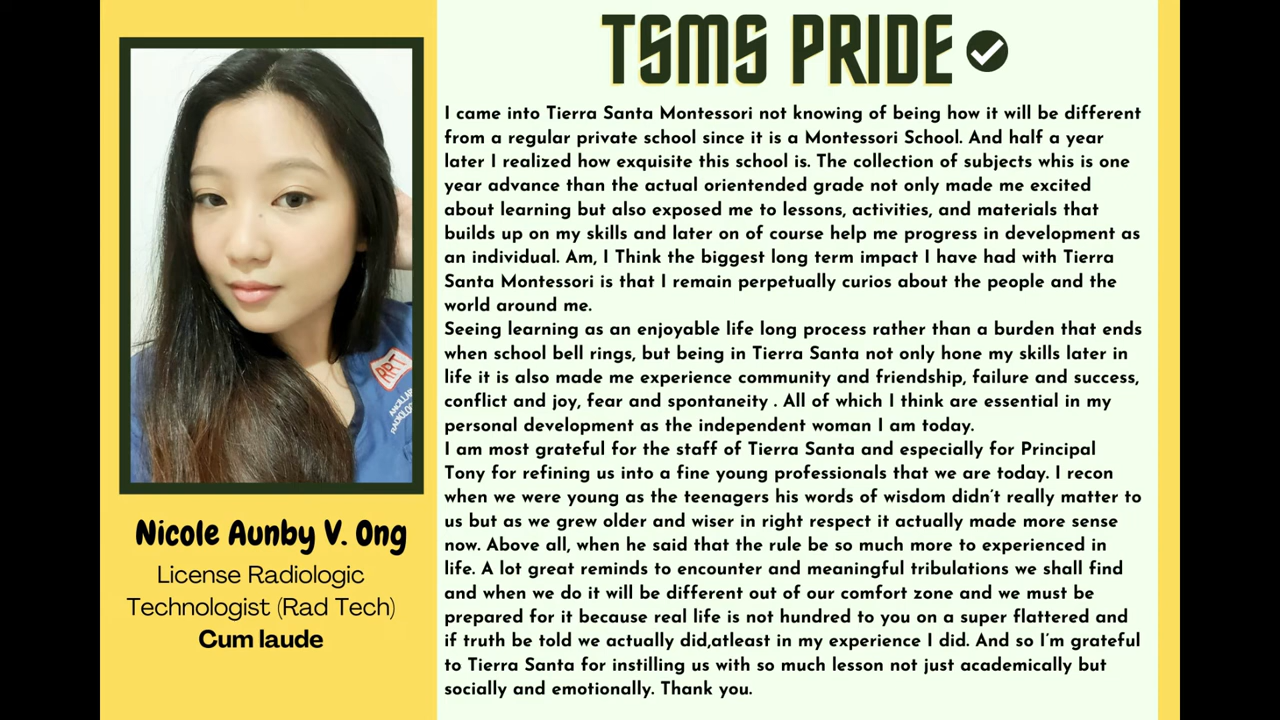 TSMS PRIDE
I came into Tierra Santa Montessori not knowing of being how it will be different
from a regular private school since it is a Montessori School. And half a year
later I realized how exquisite this school is. The collection of subjects whis is one
year advance than the actual orientended grade not only made me excited
about learning but also exposed me to lessons, activities, and materials that
builds up on my skills and later on of course help me progress in development as
an individual. Am, I Think the biggest long term impact I have had with Tierra
Santa Montessori is that I remain perpetually curios about the people and the
world around me.
Seeing learning as an enjoyable life long process rather than a burden that ends
when school bell rings, but being in Tierra Santa not only hone my skills later in
life it is also made me experience community and friendship, failure and success,
conflict and joy, fear and spontaneity . All of which I think are essential in my
personal development as the independent woman I am today.
I am most grateful for the staff of Tierra Santa and especially for Principal
Tony for refining us into a fine young professionals that we are today. I recon
when we were young as the teenagers his words of wisdom didn't really matter to
us but as we grew older and wiser in right respect it actually made more sense
now. Above all, when he said that the rule be so much more to experienced in
life. A lot great reminds to encounter and meaningful tribulations we shall find
and when we do it will be different out of our comfort zone and we must be
prepared for it because real life is not hundred to you on a super flattered and
if truth be told we actually did,atleast in my experience I did. And so I'm grateful
to Tierra Santa for instilling us with so much lesson not just academically but
socially and emotionally. Thank you.
RRT
Nicole Aunby V. Ong
License Radiologic
Technologist (Rad Tech)
Cum laude